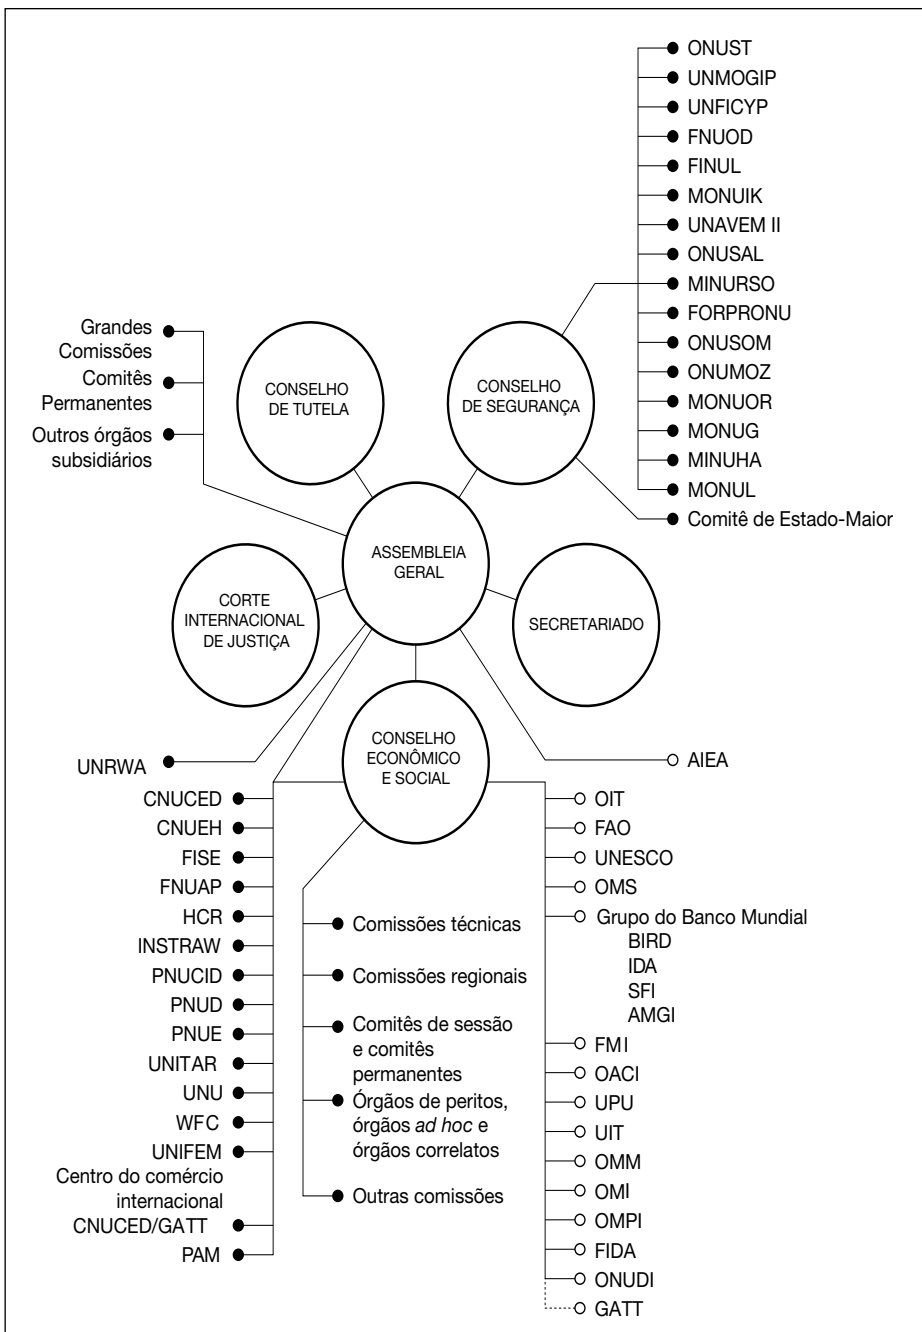 ONUST
UNMOGIP
UNFICYP
FNUOD
FINUL
MONUIK
UNAVEM II
ONUSAL
MINURSO
FORPRONU
ONUSOM
ONUMOZ
MONUOR
MONUG
MINUHA
MONUL
Comitê de Estado-Maior
Grandes
Comissões
Comitês
Permanentes
Outros órgãos
subsidiários
CONSELHO
DE TUTELA
CONSELHO
DE SEGURANÇA
ASSEMBLEIA
GERAL
CORTE
INTERNACIONAL
DE JUSTIÇA
SECRETARIADO
CONSELHO
ECONÔMICO
E SOCIAL
UNRWA
AIEA
CNUCED
CNUEH
FISE
FNUAP
HCR
INSTRAW
PNUCID
PNUD
PNUE
UNITAR
UNU
WFC
UNIFEM
Centro do comércio
internacional
CNUCED/GATT
PAM
Comissões técnicas
Comissões regionais
Comitês de sessão
e comitês
permanentes
Órgãos de peritos,
órgãos ad hoc e
órgãos correlatos
Outras comissões
OIT
FAO
UNESCO
OMS
Grupo do Banco Mundial
BIRD
IDA
SFI
AMGI
FMI
OACI
UPU
UIT
OMM
OMI
OMPI
FIDA
ONUDI
GATT